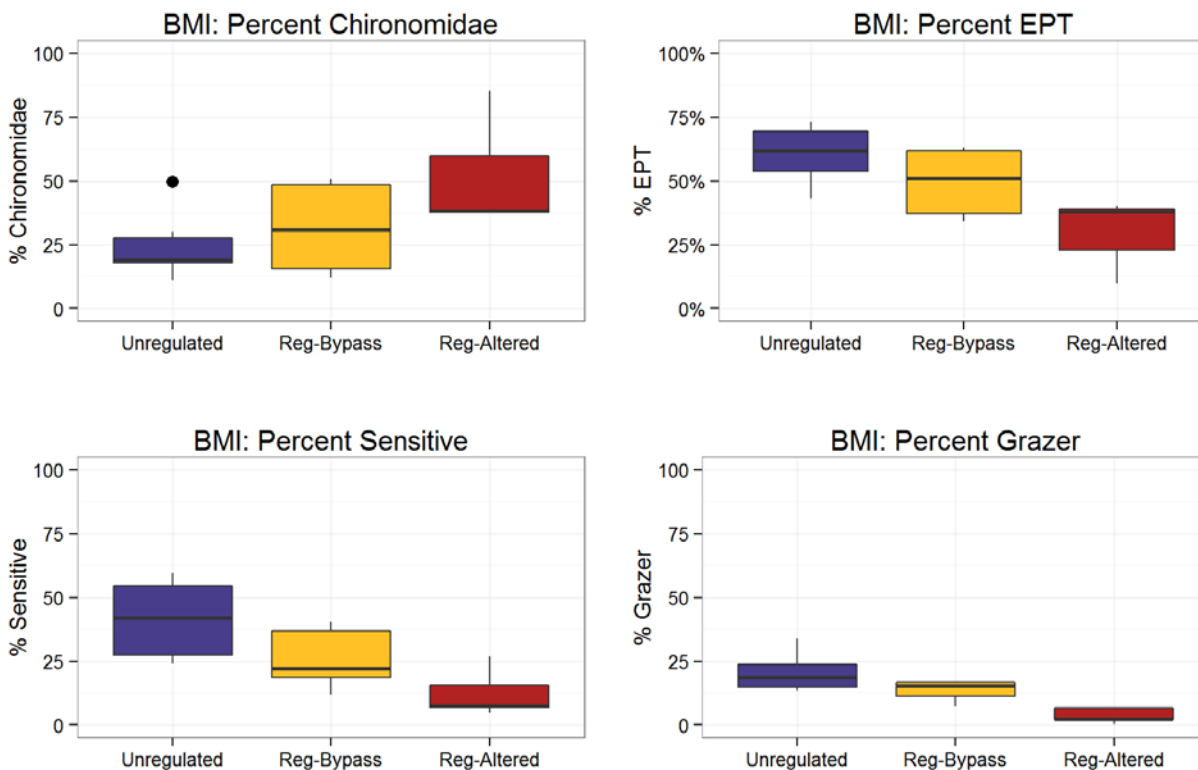 BMI: Percent Chironomidae
% Chironomidae
100
75
50
25
0
Unregulated Reg-Bypass Reg-Altered
BMI: Percent EPT
% EPT
100%
75%
50%
25%
0%
Unregulated Reg-Bypass Reg-Altered
BMI: Percent Sensitive
% Sensitive
100
75
50
25
0
Unregulated Reg-Bypass Reg-Altered
BMI: Percent Grazer
% Grazer
100
75
50
25
0
Unregulated Reg-Bypass Reg-Altered